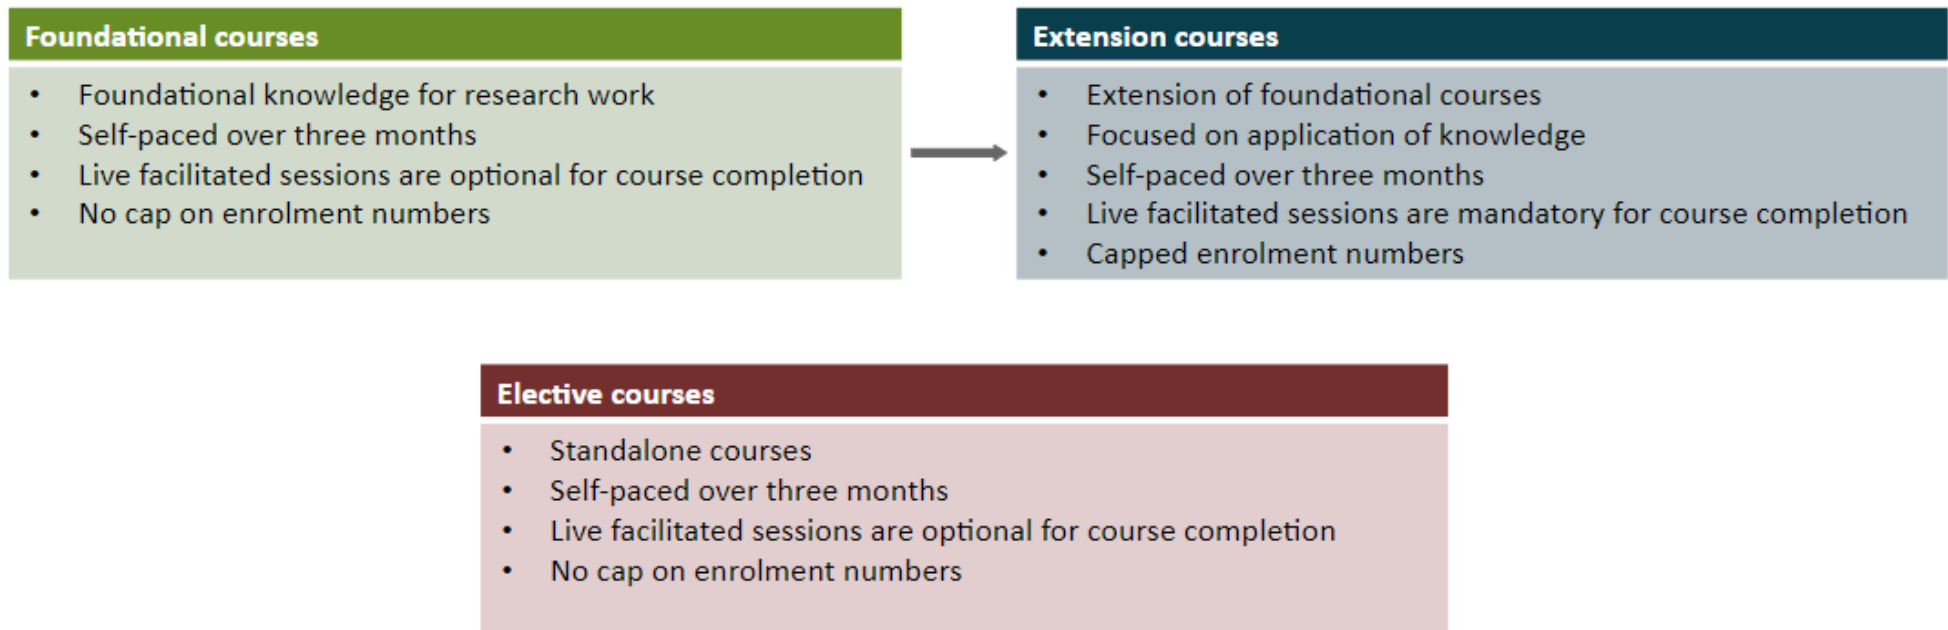 Foundational courses
• Foundational knowledge for research work
• Self-paced over three months
• Live facilitated sessions are optional for course completion
• No cap on enrolment numbers
Extension courses
• Extension of foundational courses
• Focused on application of knowledge
• Self-paced over three months
• Live facilitated sessions are mandatory for course completion
• Capped enrolment numbers
Elective courses
• Standalone courses
• Self-paced over three months
• Live facilitated sessions are optional for course completion
• No cap on enrolment numbers